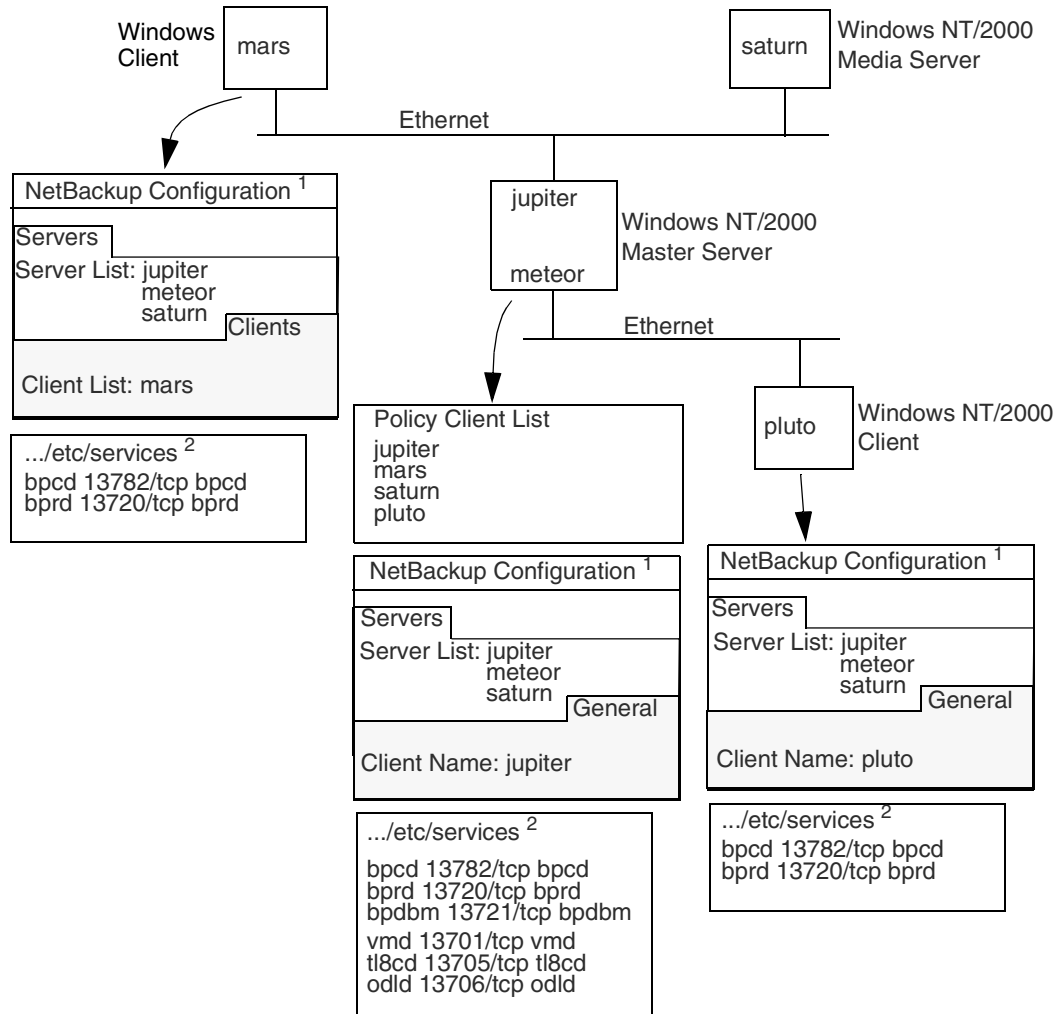 Windows
Client
mars
saturn
Windows NT/2000
Media Server
Ethernet
NetBackup Configuration 1
Servers
Server List: jupiter
meteor
saturn
Clients
Client List: mars
.../etc/services 2
bpcd 13782/tcp bpcd
bprd 13720/tcp bprd
jupiter
meteor
Windows NT/2000
Master Server
Ethernet
pluto
Windows NT/2000
Client
Policy Client List
jupiter
mars
saturn
pluto
NetBackup Configuration 1
Servers
Server List: jupiter
meteor
saturn
General
Client Name: jupiter
.../etc/services 2
bpcd 13782/tcp bpcd
bprd 13720/tcp bprd
bpdbm 13721/tcp bpdbm
vmd 13701/tcp vmd
tl8cd 13705/tcp tl8cd
odld 13706/tcp odld
NetBackup Configuration 1
Servers
Server List: jupiter
meteor
saturn
General
Client Name: pluto
.../etc/services 2
bpcd 13782/tcp bpcd
bprd 13720/tcp bprd